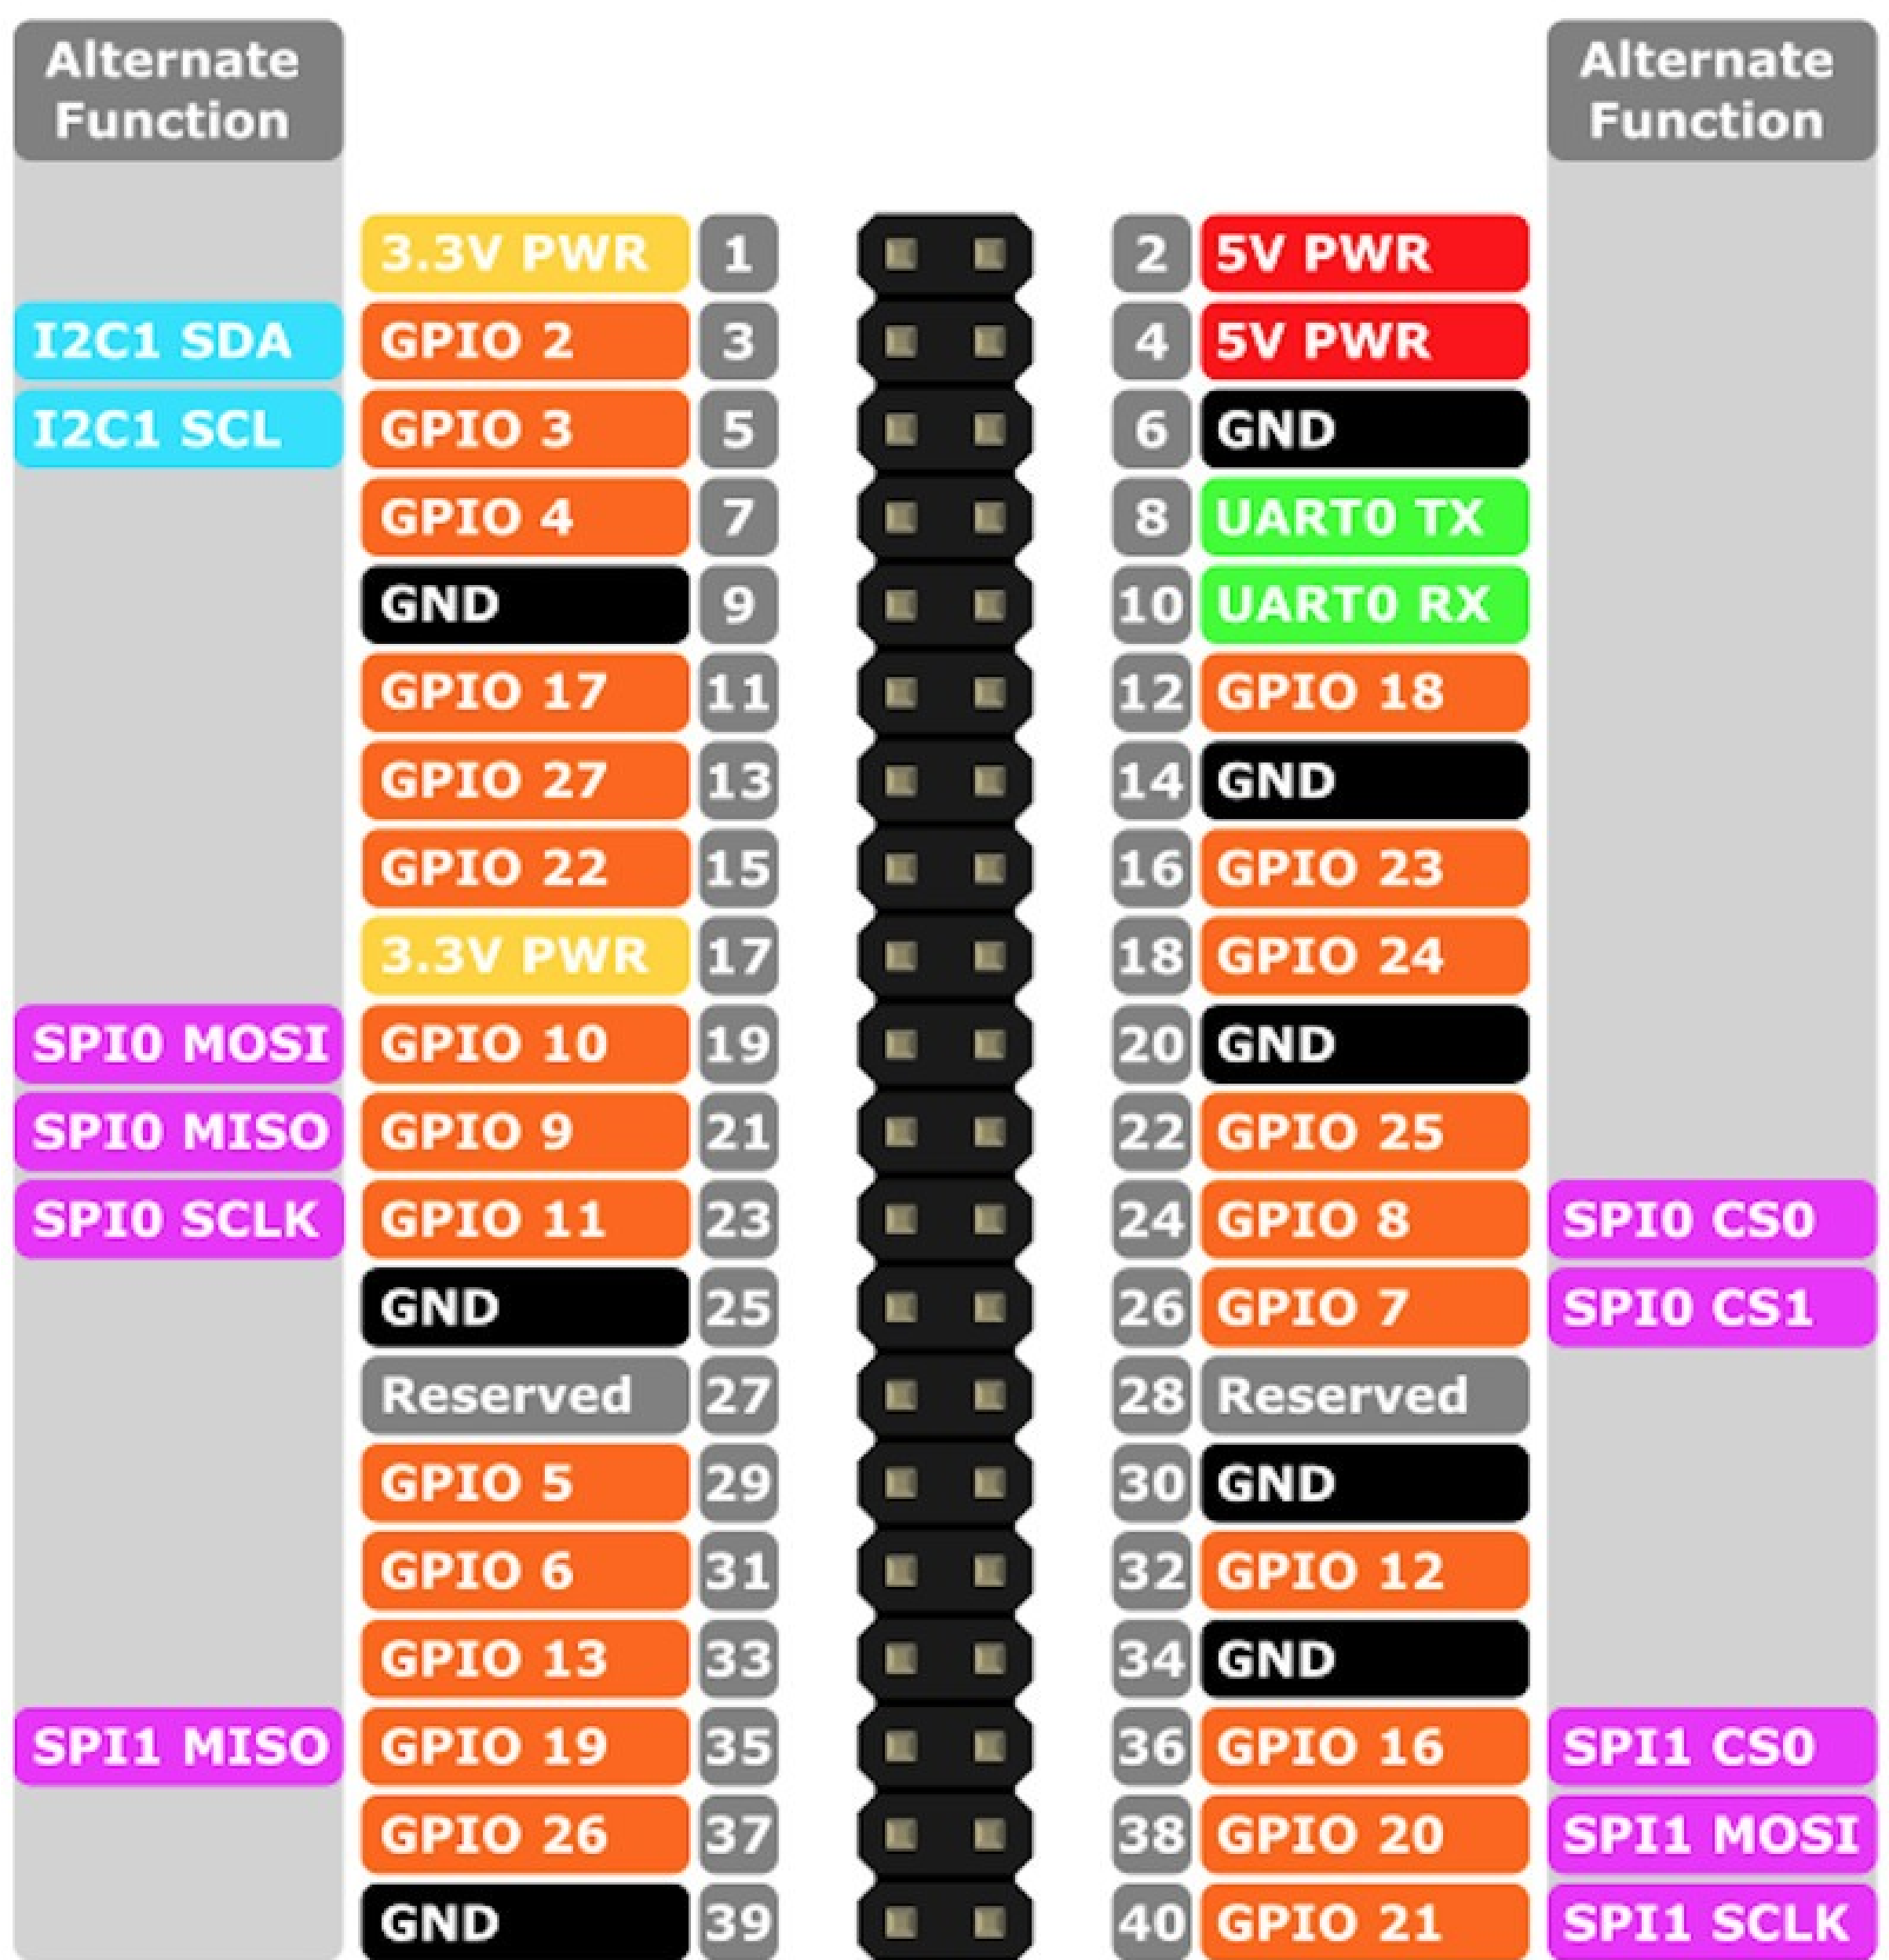 Alternate
Function
Alternate
Function
3.3V PWR 1 2 5V PWR
I2C1 SDA GPIO 2 3 4 5V PWR
I2C1 SCL GPIO 3 5 6 GND
GPIO 4 7 8 UART0 TX
GND 9 10 UART0 RX
GPIO 17 11 12 GPIO 18
GPIO 27 13 14 GND
GPIO 22 15 16 GPIO 23
3.3V PWR 17 18 GPIO 24
SPI0 MOSI GPIO 10 19 20 GND
SPI0 MISO GPIO 9 21 22 GPIO 25
SPI0 SCLK GPIO 11 23 24 GPIO 8 SPI0 CS0
GND 25 26 GPIO 7 SPI0 CS1
Reserved 27 28 Reserved
GPIO 5 29 30 GND
GPIO 6 31 32 GPIO 12
GPIO 13 33 34 GND
SPI1 MISO GPIO 19 35 36 GPIO 16 SPI1 CS0
GPIO 26 37 38 GPIO 20 SPI1 MOSI
GND 39 40 GPIO 21 SPI1 SCLK